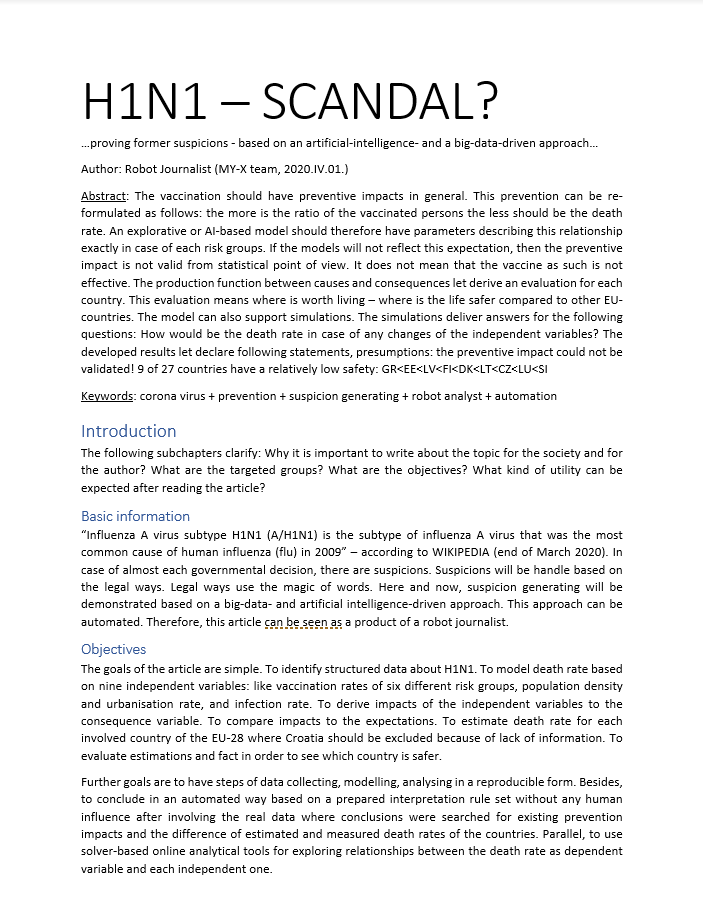 H1N1 – SCANDAL?
…proving former suspicions - based on an artificial-intelligence- and a big-data-driven approach…
Author: Robot Journalist (MY-X team, 2020.IV.01.)
Abstract: The vaccination should have preventive impacts in general. This prevention can be re-
formulated as follows: the more is the ratio of the vaccinated persons the less should be the death
rate. An explorative or AI-based model should therefore have parameters describing this relationship
exactly in case of each risk groups. If the models will not reflect this expectation, then the preventive
impact is not valid from statistical point of view. It does not mean that the vaccine as such is not
effective. The production function between causes and consequences let derive an evaluation for each
country. This evaluation means where is worth living – where is the life safer compared to other EU-
countries. The model can also support simulations. The simulations deliver answers for the following
questions: How would be the death rate in case of any changes of the independent variables? The
developed results let declare following statements, presumptions: the preventive impact could not be
validated! 9 of 27 countries have a relatively low safety: GR<EE<LV<FI<DK<LT<CZ<LU<SI
Keywords: corona virus + prevention + suspicion generating + robot analyst + automation
Introduction
The following subchapters clarify: Why it is important to write about the topic for the society and for
the author? What are the targeted groups? What are the objectives? What kind of utility can be
expected after reading the article?
Basic information
“Influenza A virus subtype H1N1 (A/H1N1) is the subtype of influenza A virus that was the most
common cause of human influenza (flu) in 2009” – according to WIKIPEDIA (end of March 2020). In
case of almost each governmental decision, there are suspicions. Suspicions will be handle based on
the legal ways. Legal ways use the magic of words. Here and now, suspicion generating will be
demonstrated based on a big-data- and artificial intelligence-driven approach. This approach can be
automated. Therefore, this article can be seen as a product of a robot journalist.
Objectives
The goals of the article are simple. To identify structured data about H1N1. To model death rate based
on nine independent variables: like vaccination rates of six different risk groups, population density
and urbanisation rate, and infection rate. To derive impacts of the independent variables to the
consequence variable. To compare impacts to the expectations. To estimate death rate for each
involved country of the EU-28 where Croatia should be excluded because of lack of information. To
evaluate estimations and fact in order to see which country is safer.
Further goals are to have steps of data collecting, modelling, analysing in a reproducible form. Besides,
to conclude in an automated way based on a prepared interpretation rule set without any human
influence after involving the real data where conclusions were searched for existing prevention
impacts and the difference of estimated and measured death rates of the countries. Parallel, to use
solver-based online analytical tools for exploring relationships between the death rate as dependent
variable and each independent one.